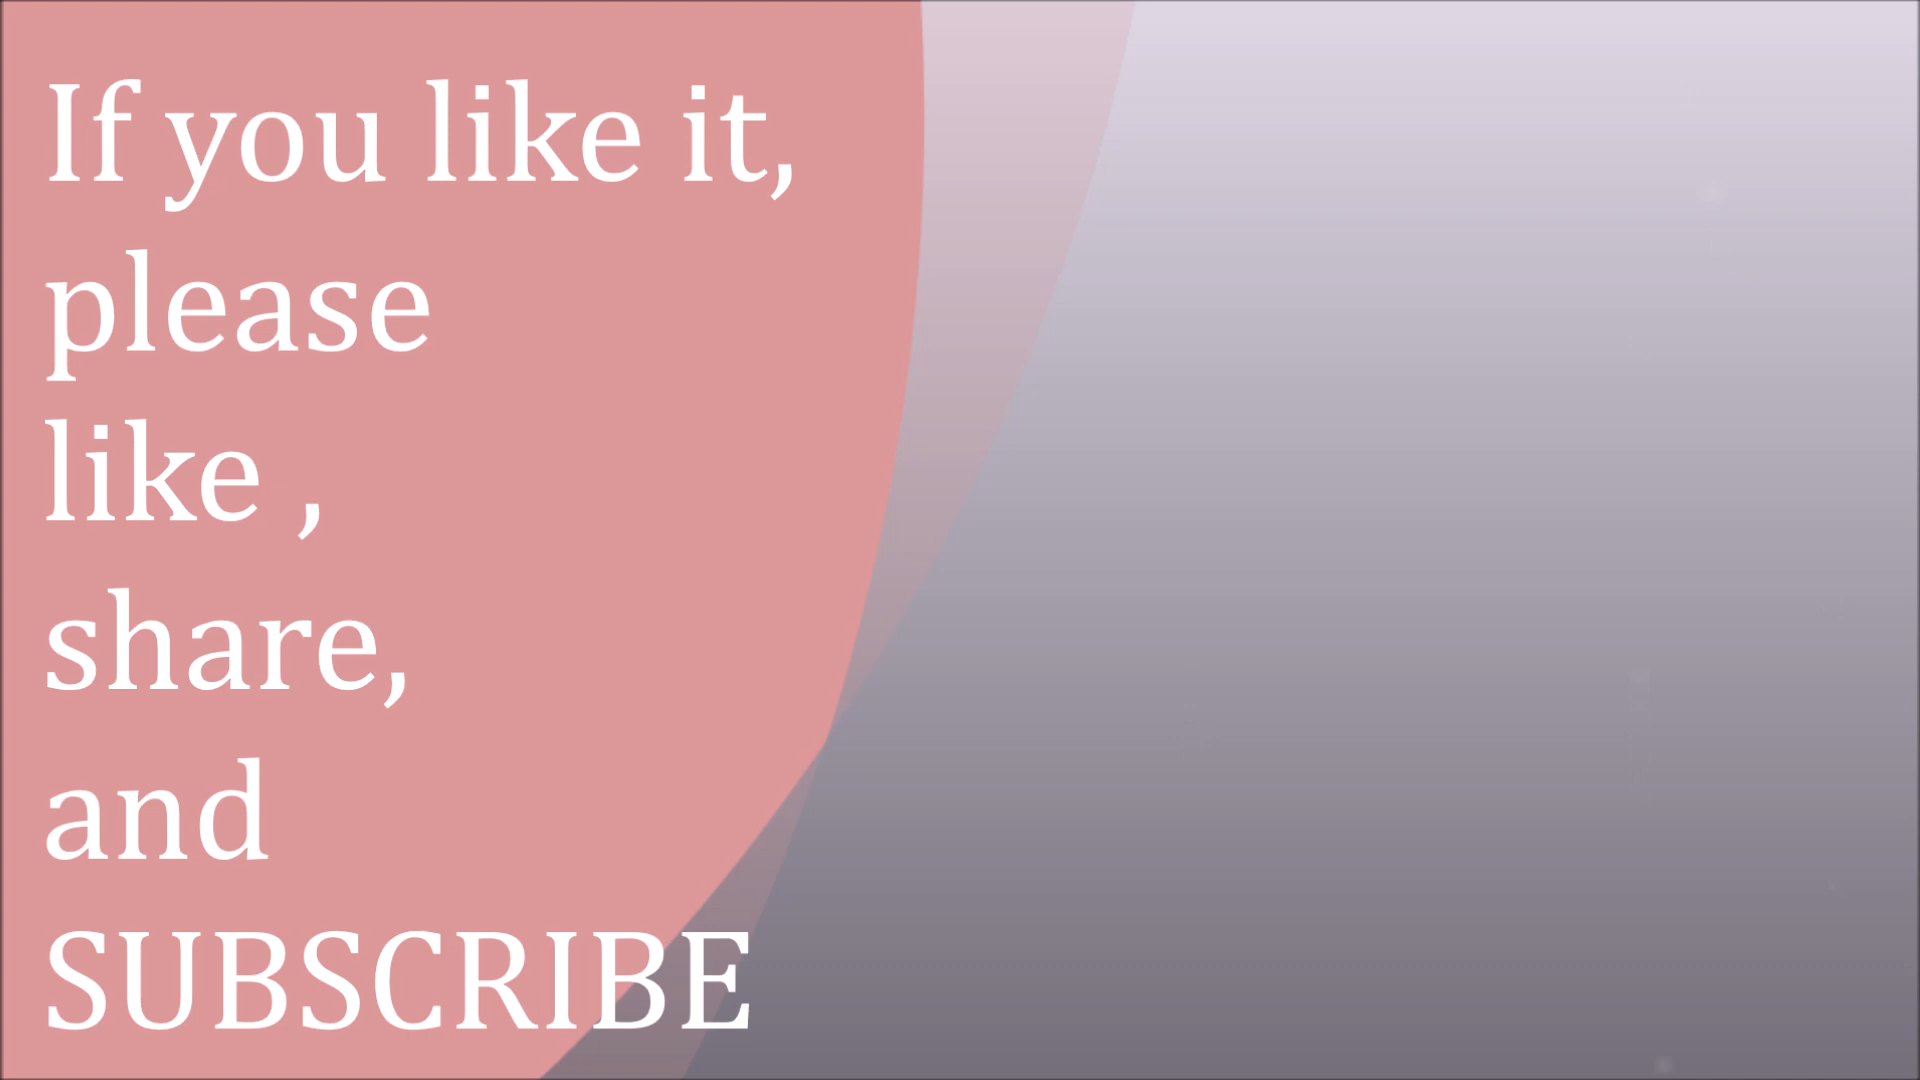 If you like it,
please
like ,
share,
and
SUBSCRIBE